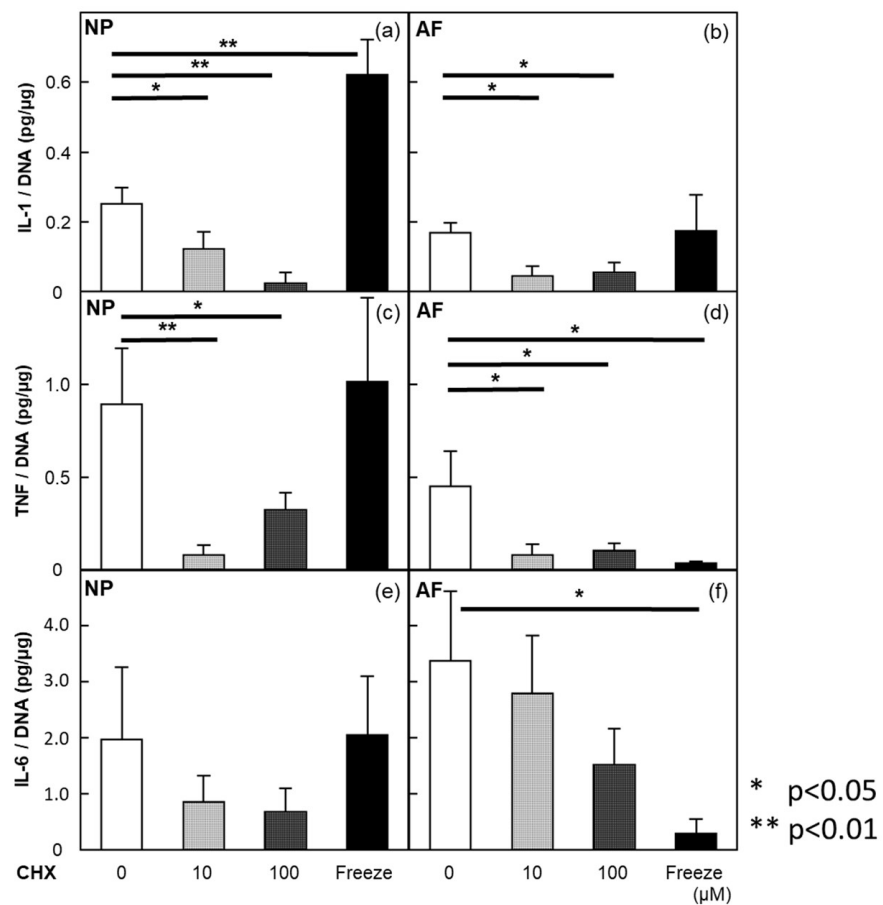 NP (a)
**
**
*
0.6
0.4
0.2
0
IL-1 / DNA (pg/µg)
AF (b)
*
*
NP (c)
*
**
1.0
0.5
0
TNF / DNA (pg/µg)
AF (d)
*
*
*
NP (e)
4.0
3.0
2.0
1.0
0
IL-6 / DNA (pg/µg)
AF (f)
*
CHX 0 10 100 Freeze 0 10 100 Freeze
(µM)
* p<0.05
** p<0.01